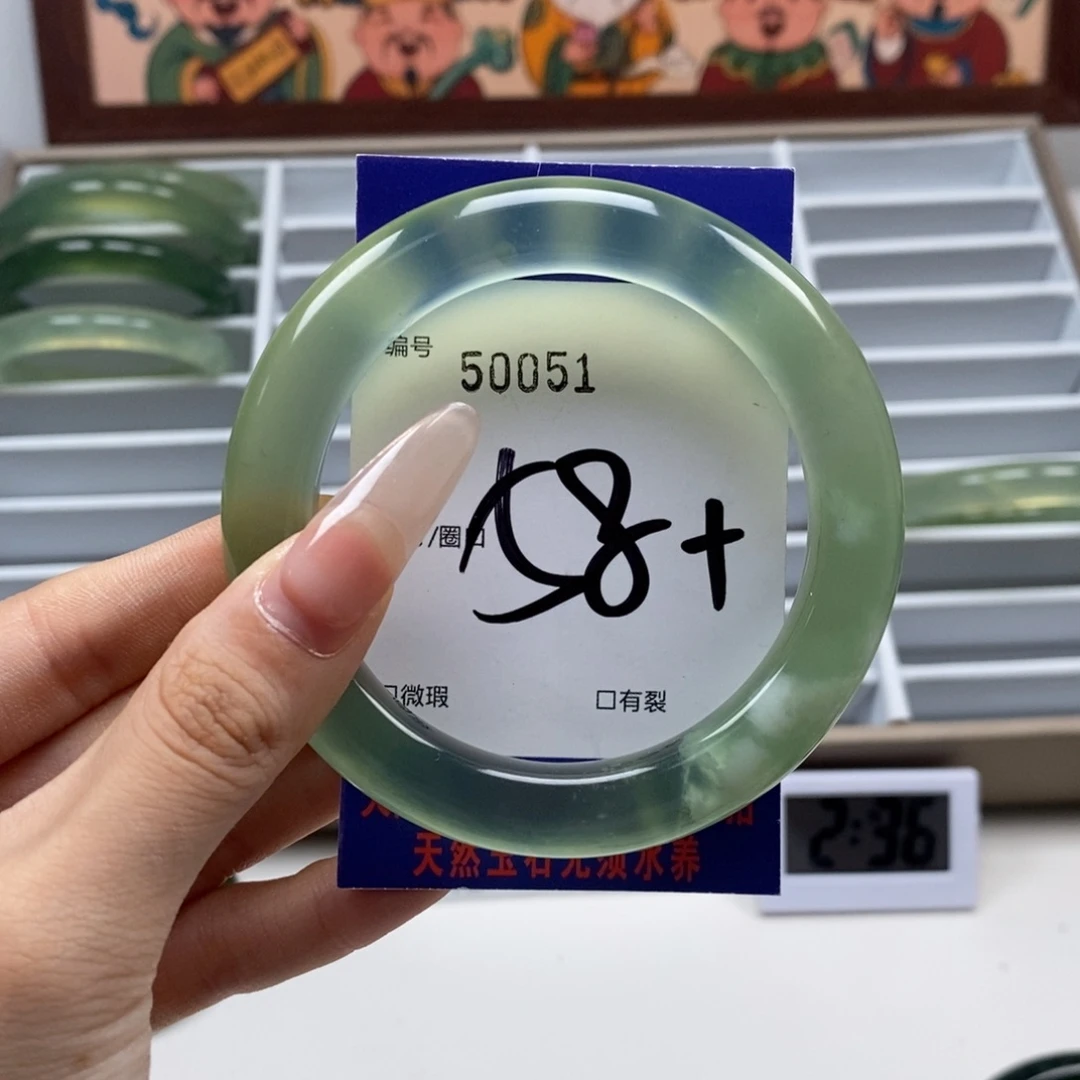 编号 50051
/圈口 58+
微瑕 □有裂
天然玉石无须水养
2:36